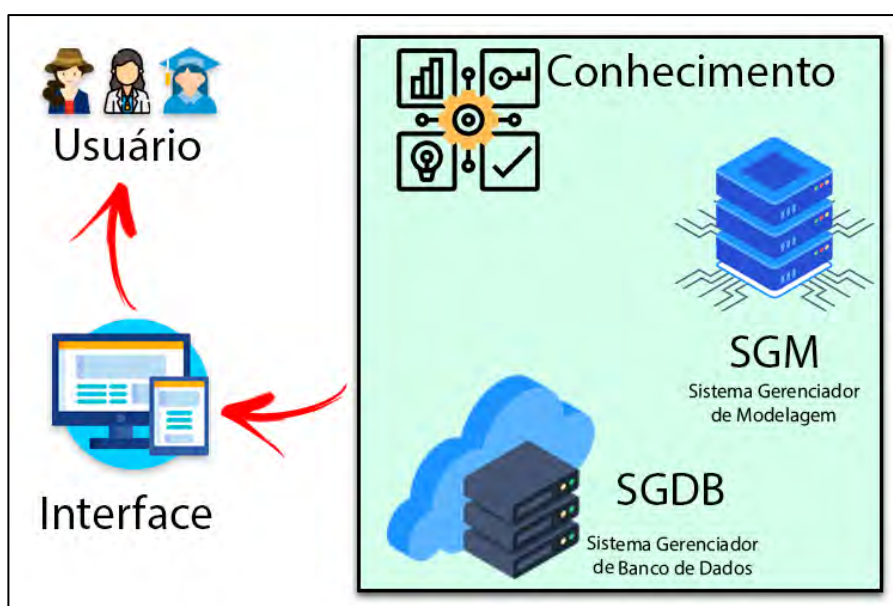 Usuário
Conhecimento
SGM
Sistema Gerenciador
de Modelagem
Interface
SGDB
Sistema Gerenciador
de Banco de Dados